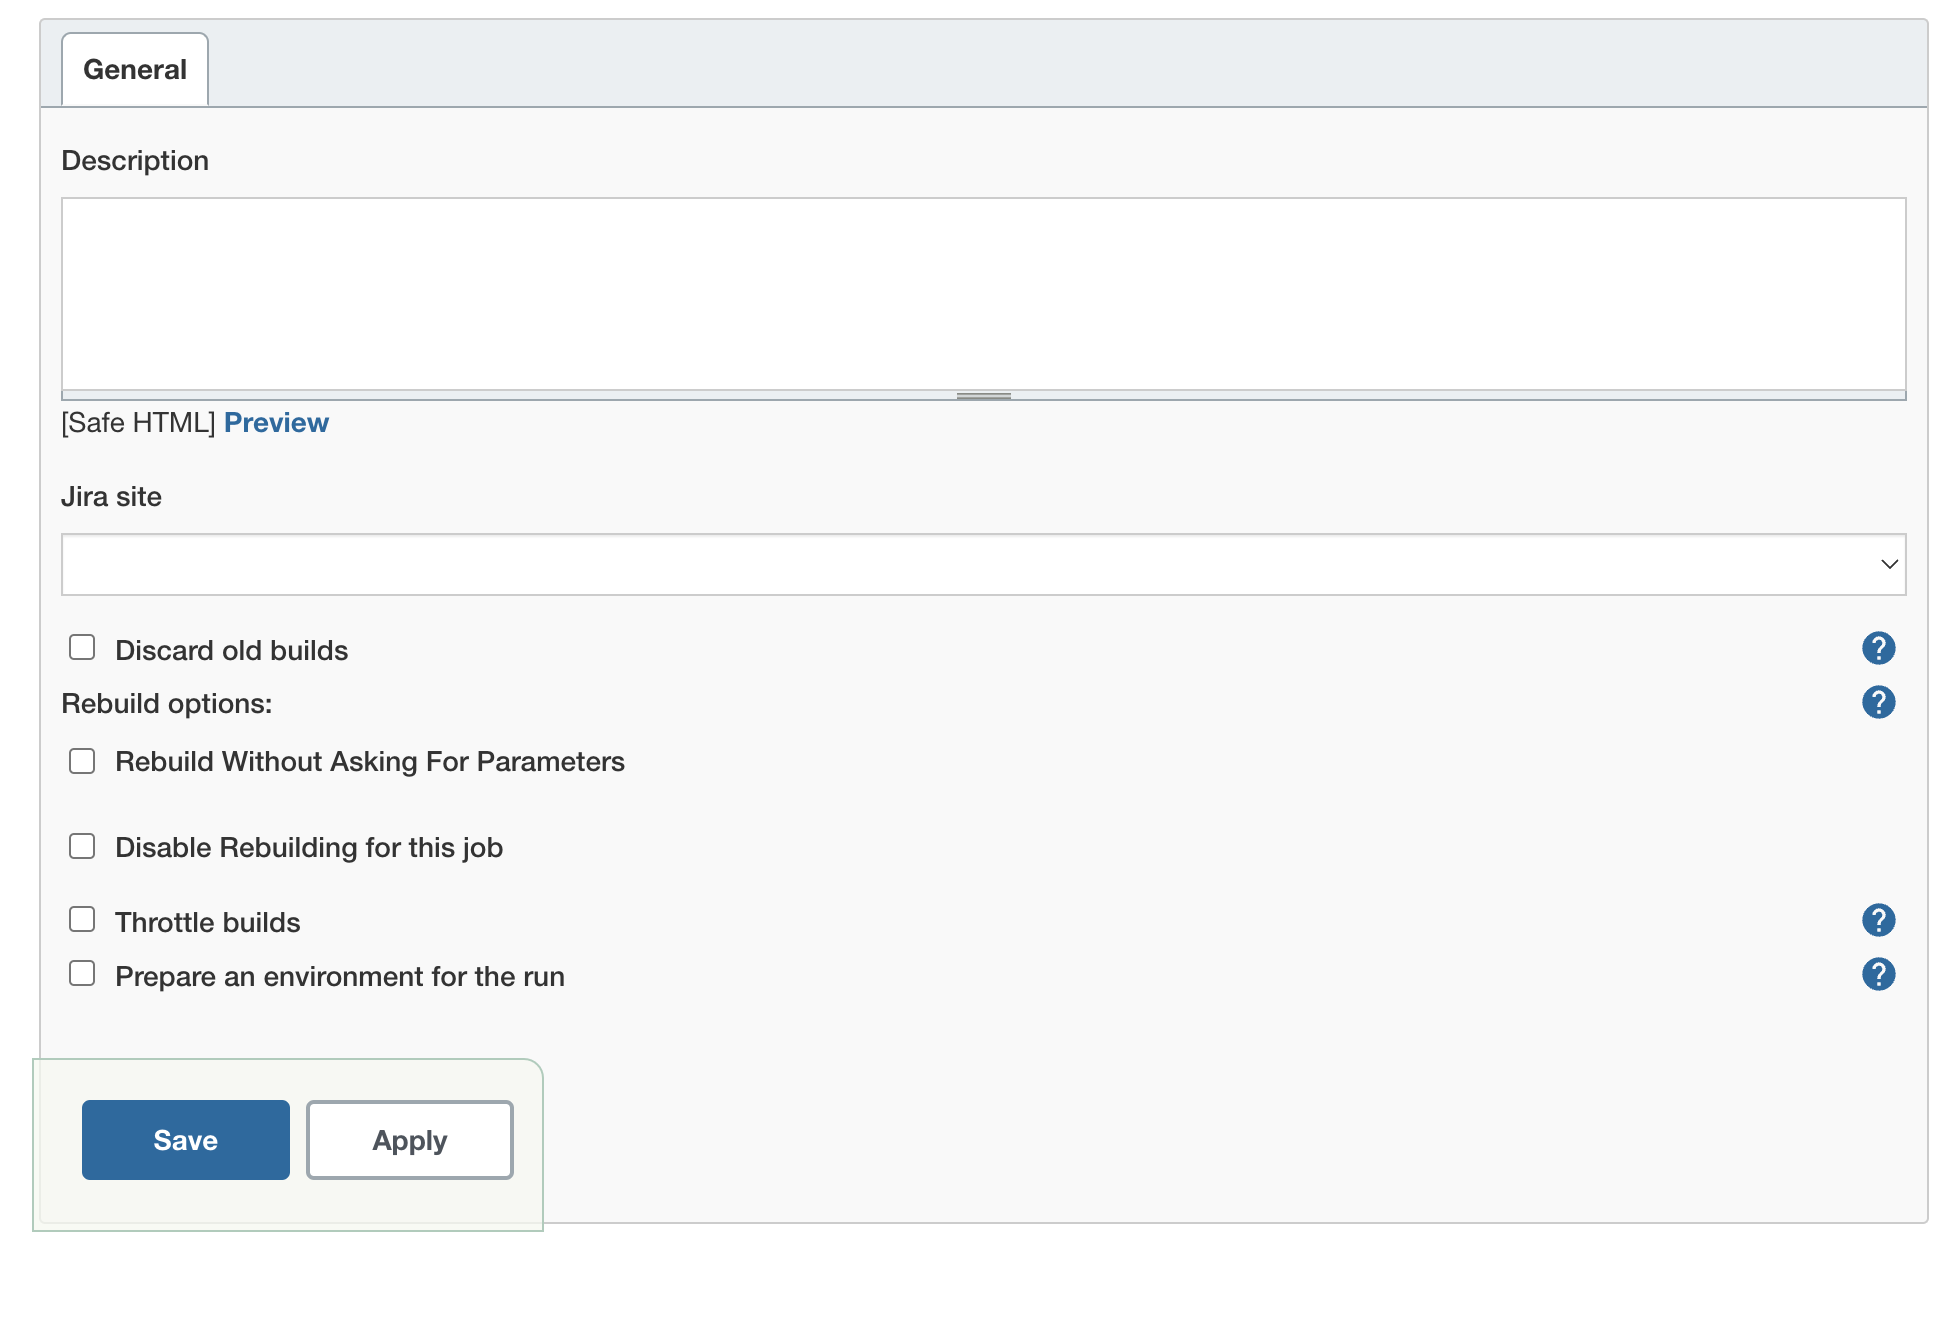 General
Description
[Safe HTML] Preview
Jira site
Discard old builds
?
Rebuild options:
?
Rebuild Without Asking For Parameters
Disable Rebuilding for this job
Throttle builds
?
Prepare an environment for the run
?
Save
Apply